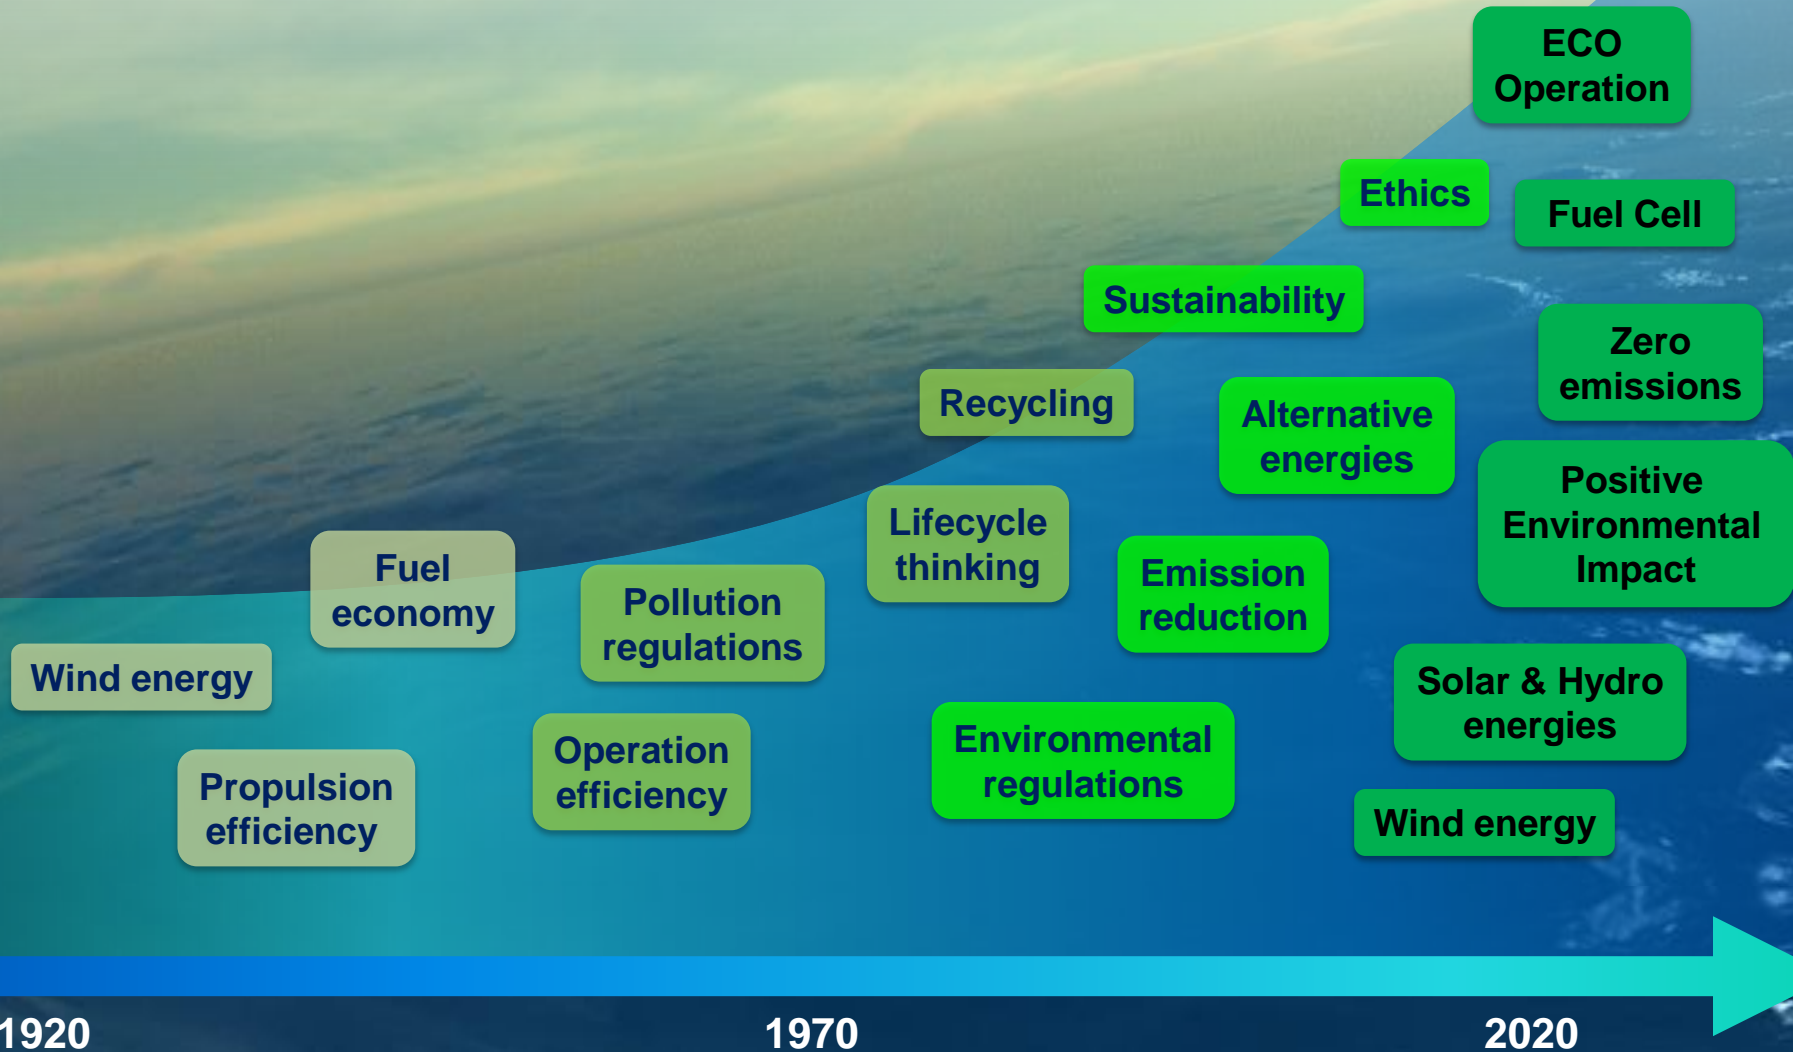 ECO
Operation
Ethics
Fuel Cell
Sustainability
Zero
emissions
Recycling
Alternative
energies
Positive
Environmental
Impact
Lifecycle
thinking
Fuel
economy
Emission
reduction
Pollution
regulations
Wind energy
Solar & Hydro
energies
Environmental
regulations
Operation
efficiency
Propulsion
efficiency
Wind energy
1920
1970
2020